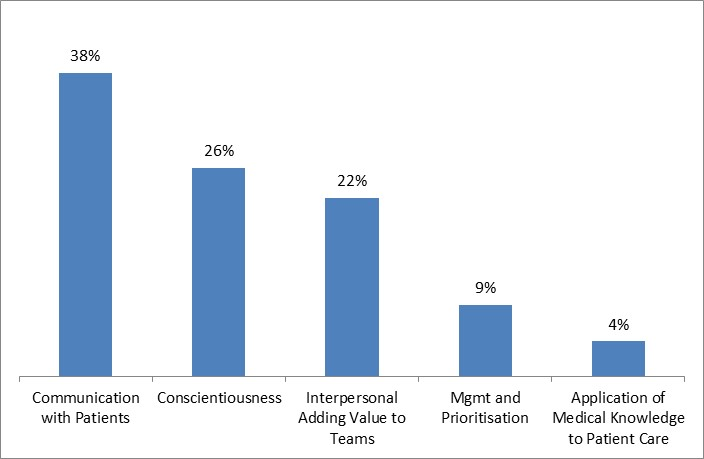 38%
26%
22%
9%
4%
Communication
with Patients
Conscientiousness
Interpersonal
Adding Value to
Teams
Mgmt and
Prioritisation
Application of
Medical Knowledge
to Patient Care